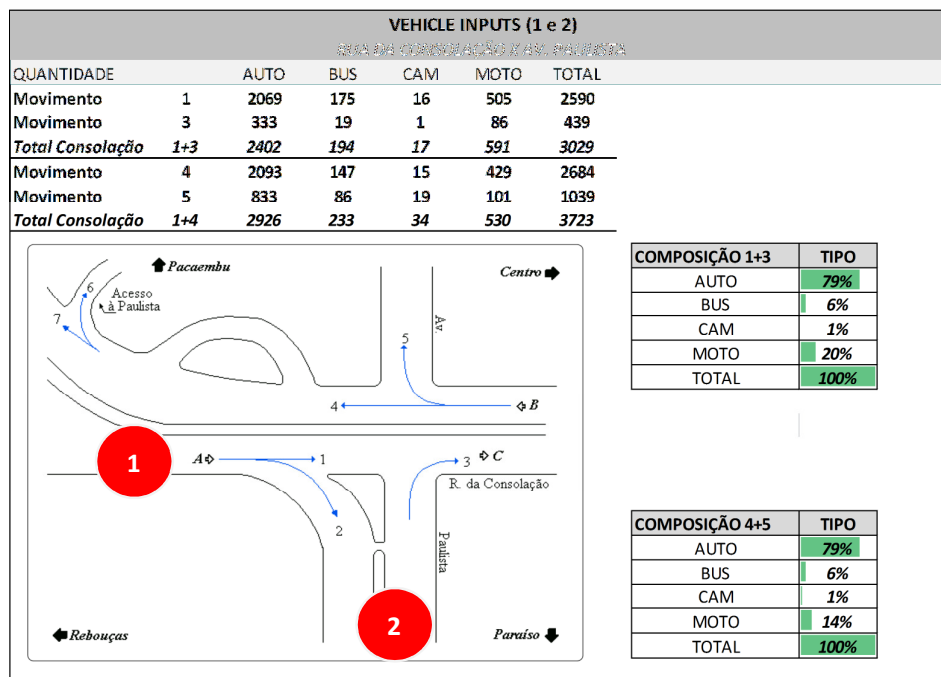 VEHICLE INPUTS (1 e 2)
RUA DA CONSOLAÇÃO X AV. PAULISTA
QUANTIDADE AUTO BUS CAM MOTO TOTAL
Movimento 1 2069 175 16 505 2590
Movimento 3 333 19 1 86 439
Total Consolação 1+3 2402 194 17 591 3029
Movimento 4 2093 147 15 429 2684
Movimento 5 833 86 19 101 1039
Total Consolação 1+4 2926 233 34 530 3723
Pacaembu
Centro
6
Acesso
à Paulista
7
Av.
5
4
B
1
A
1
3
C
R. da Consolação
2
Paulista
2
Rebouças
Paraíso
COMPOSIÇÃO 1+3 TIPO
AUTO 79%
BUS 6%
CAM 1%
MOTO 20%
TOTAL 100%
COMPOSIÇÃO 4+5 TIPO
AUTO 79%
BUS 6%
CAM 1%
MOTO 14%
TOTAL 100%